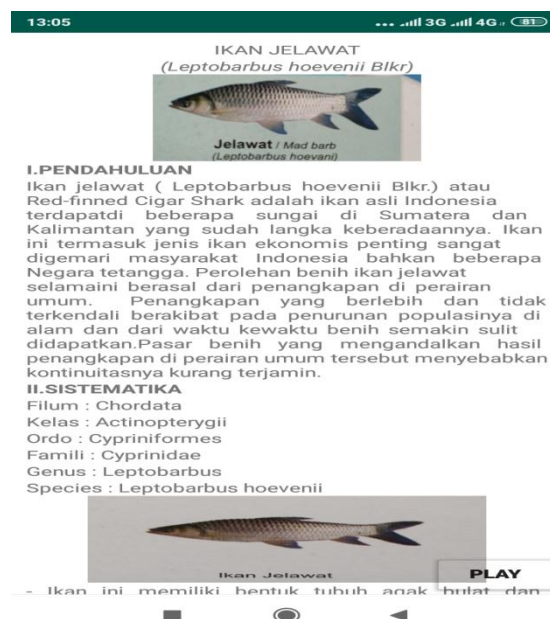 13:05
3G 4G 81
IKAN JELAWAT
(Leptobarbus hoevenii Blkr)
Jelawat / Mad barb
(Leptobarbus hoevani)
I.PENDAHULUAN
Ikan jelawat ( Leptobarbus hoevenii Blkr.) atau
Red-finned Cigar Shark adalah ikan asli Indonesia
terdapatdi beberapa sungai di Sumatera dan
Kalimantan yang sudah langka keberadaannya. Ikan
ini termasuk jenis ikan ekonomis penting sangat
digemari masyarakat Indonesia bahkan beberapa
Negara tetangga. Perolehan benih ikan jelawat
selamaini berasal dari penangkapan di perairan
umum. Penangkapan yang berlebih dan tidak
terkendali berakibat pada penurunan populasinya di
alam dan dari waktu kewaktu benih semakin sulit
didapatkan.Pasar benih yang mengandalkan hasil
penangkapan di perairan umum tersebut menyebabkan
kontinuitasnya kurang terjamin.
II.SISTEMATIKA
Filum : Chordata
Kelas : Actinopterygii
Ordo : Cypriniformes
Famili : Cyprinidae
Genus : Leptobarbus
Species : Leptobarbus hoevenii
Ikan Jelawat
PLAY
- Ikan ini memiliki bentuk tubuh agak bulat dan